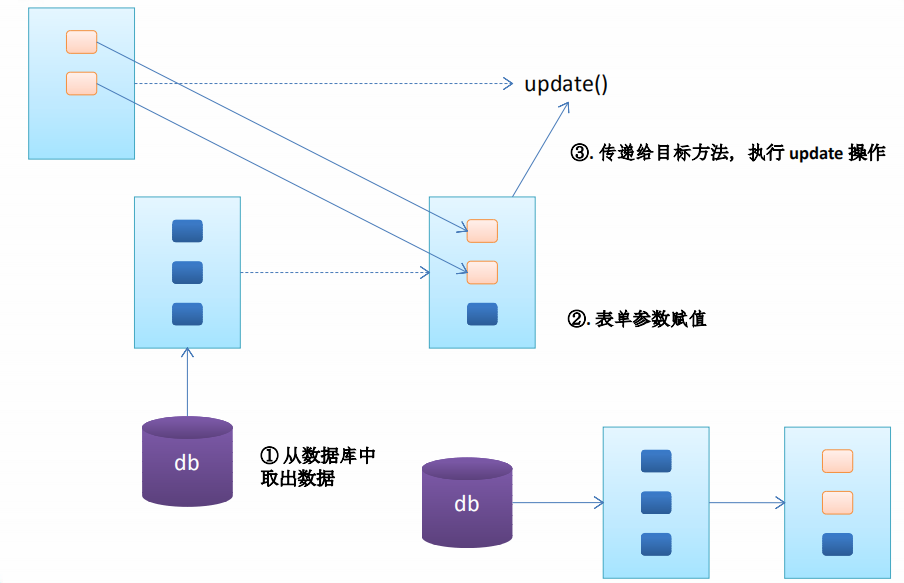 update()
③. 传递给目标方法，执行 update 操作
②. 表单参数赋值
db
① 从数据库中
取出数据
db